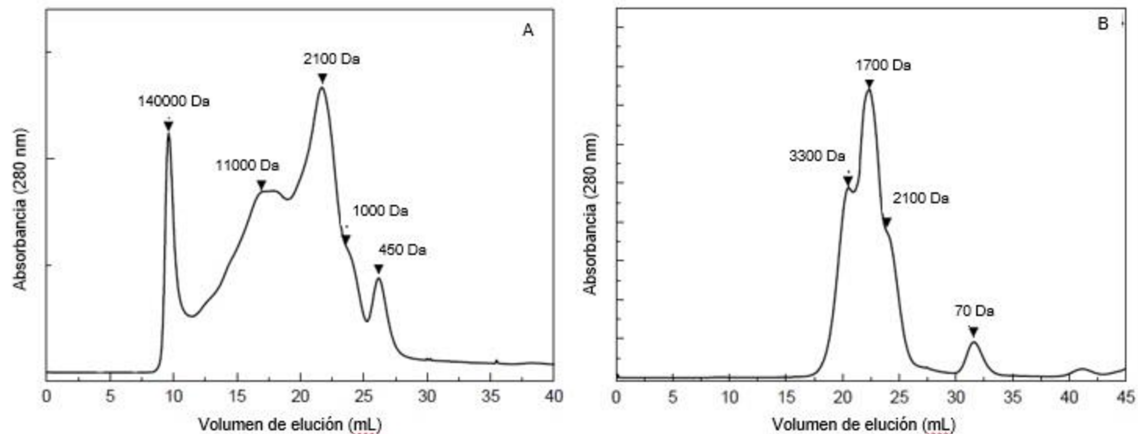 A
140000 Da
11000 Da
2100 Da
1000 Da
450 Da
Absorbancia (280 nm)
0 5 10 15 20 25 30 35 40
Volumen de elución (mL)
B
3300 Da
1700 Da
2100 Da
70 Da
Absorbancia (280 nm)
0 5 10 15 20 25 30 35 40 45
Volumen de elución (mL)